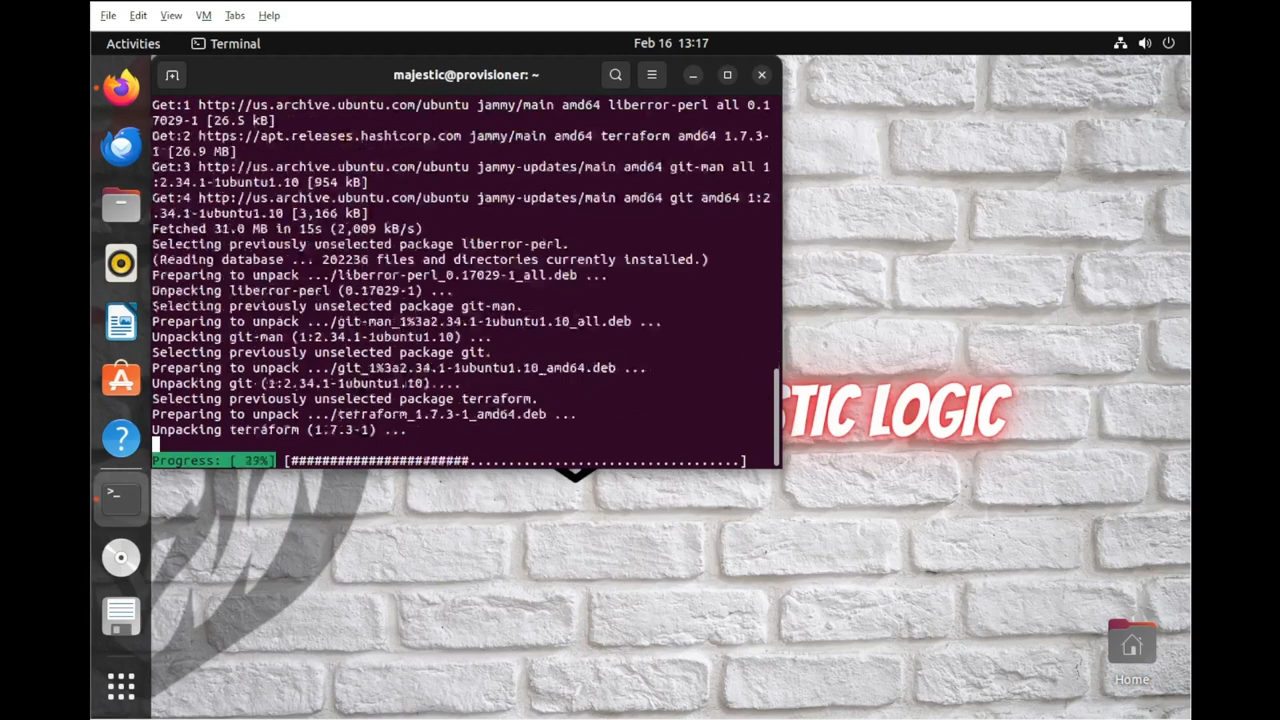 File Edit View VM Tabs Help
Activities Terminal Feb 16 13:17
majestic@provisioner: ~
Get:1 http://us.archive.ubuntu.com/ubuntu jammy/main amd64 liberror-perl all 0.1
7029-1 [26.5 kB]
Get:2 https://apt.releases.hashicorp.com jammy/main amd64 terraform amd64 1.7.3-
1 [26.9 MB]
Get:3 http://us.archive.ubuntu.com/ubuntu jammy-updates/main amd64 git-man all 1
:2.34.1-1ubuntu1.10 [954 kB]
Get:4 http://us.archive.ubuntu.com/ubuntu jammy-updates/main amd64 git amd64 1:2
.34.1-1ubuntu1.10 [3,166 kB]
Fetched 31.0 MB in 15s (2,009 kB/s)
Selecting previously unselected package liberror-perl.
(Reading database ... 202236 files and directories currently installed.)
Preparing to unpack .../liberror-perl_0.17029-1_all.deb ...
Unpacking liberror-perl (0.17029-1) ...
Selecting previously unselected package git-man.
Preparing to unpack .../git-man_1%3a2.34.1-1ubuntu1.10_all.deb ...
Unpacking git-man (1:2.34.1-1ubuntu1.10) ...
Selecting previously unselected package git.
Preparing to unpack .../git_1%3a2.34.1-1ubuntu1.10_amd64.deb ...
Unpacking git (1:2.34.1-1ubuntu1.10) ...
Selecting previously unselected package terraform.
Preparing to unpack .../terraform_1.7.3-1_amd64.deb ...
Unpacking terraform (1.7.3-1) ...
Progress: [ 29%] [#######################...................................]
STIC LOGIC
Home